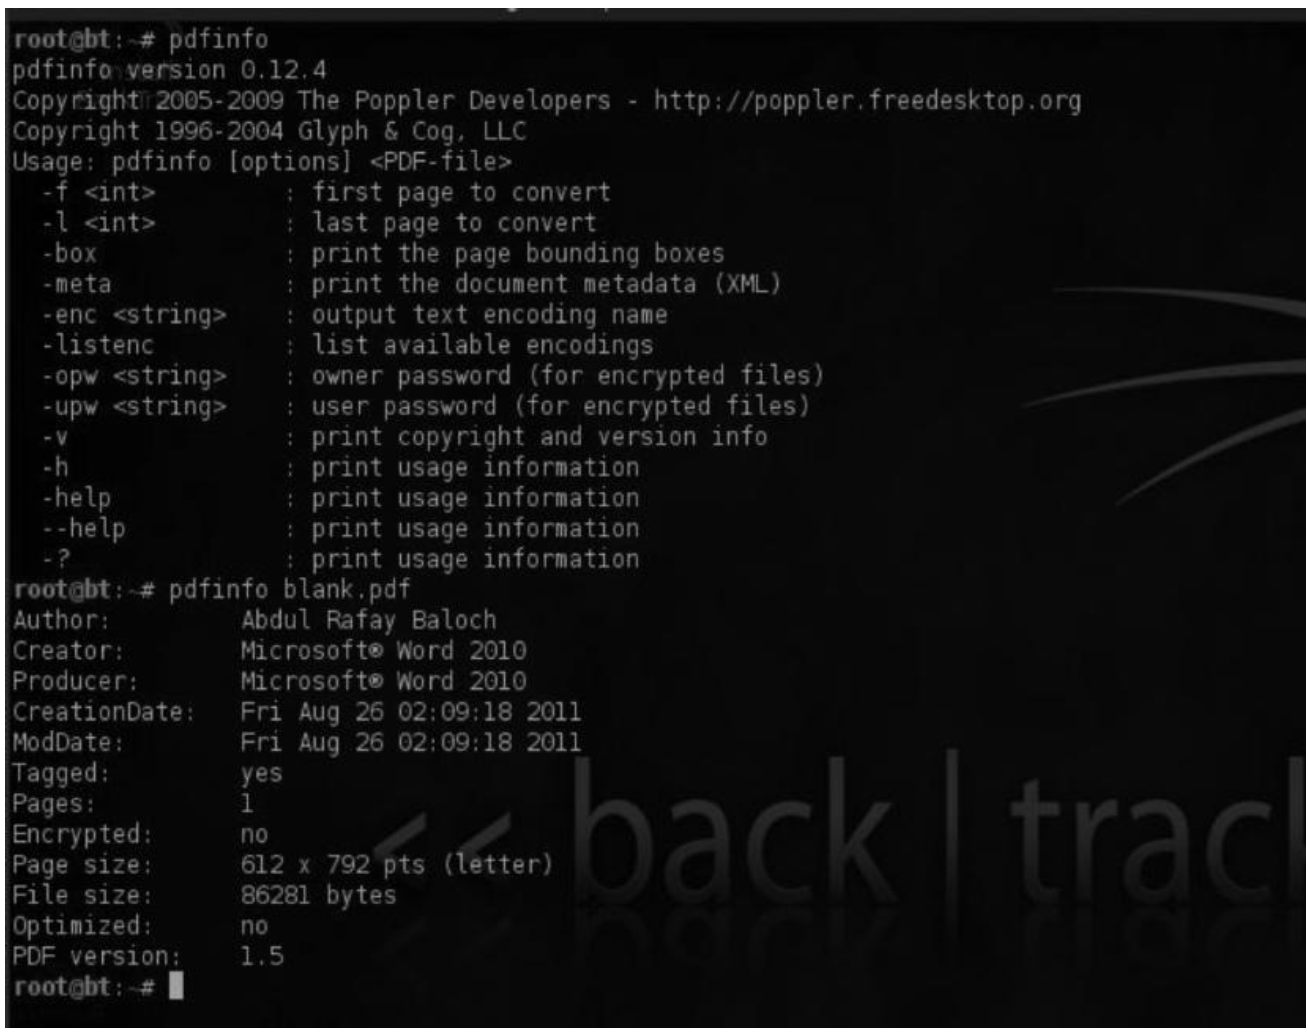 root@bt:~# pdfinfo
pdfinfo version 0.12.4
Copyright 2005-2009 The Poppler Developers - http://poppler.freedesktop.org
Copyright 1996-2004 Glyph & Cog, LLC
Usage: pdfinfo [options] <PDF-file>
  -f <int>         : first page to convert
  -l <int>         : last page to convert
  -box             : print the page bounding boxes
  -meta            : print the document metadata (XML)
  -enc <string>    : output text encoding name
  -listenc         : list available encodings
  -opw <string>    : owner password (for encrypted files)
  -upw <string>    : user password (for encrypted files)
  -v               : print copyright and version info
  -h               : print usage information
  -help            : print usage information
  --help           : print usage information
  -?               : print usage information
root@bt:~# pdfinfo blank.pdf
Author:         Abdul Rafay Baloch
Creator:        Microsoft® Word 2010
Producer:       Microsoft® Word 2010
CreationDate:   Fri Aug 26 02:09:18 2011
ModDate:        Fri Aug 26 02:09:18 2011
Tagged:         yes
Pages:          1
Encrypted:      no
Page size:      612 x 792 pts (letter)
File size:      86281 bytes
Optimized:      no
PDF version:    1.5
root@bt:~#
<< back | track